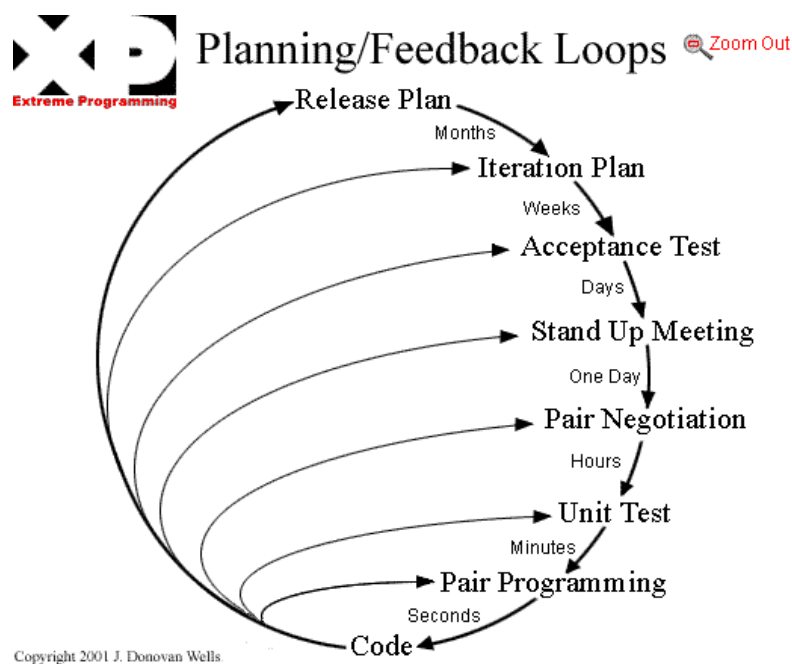 XP
Extreme Programming
Planning/Feedback Loops
Zoom Out
Release Plan
Months
Iteration Plan
Weeks
Acceptance Test
Days
Stand Up Meeting
One Day
Pair Negotiation
Hours
Unit Test
Minutes
Pair Programming
Seconds
Code
Copyright 2001 J. Donovan Wells